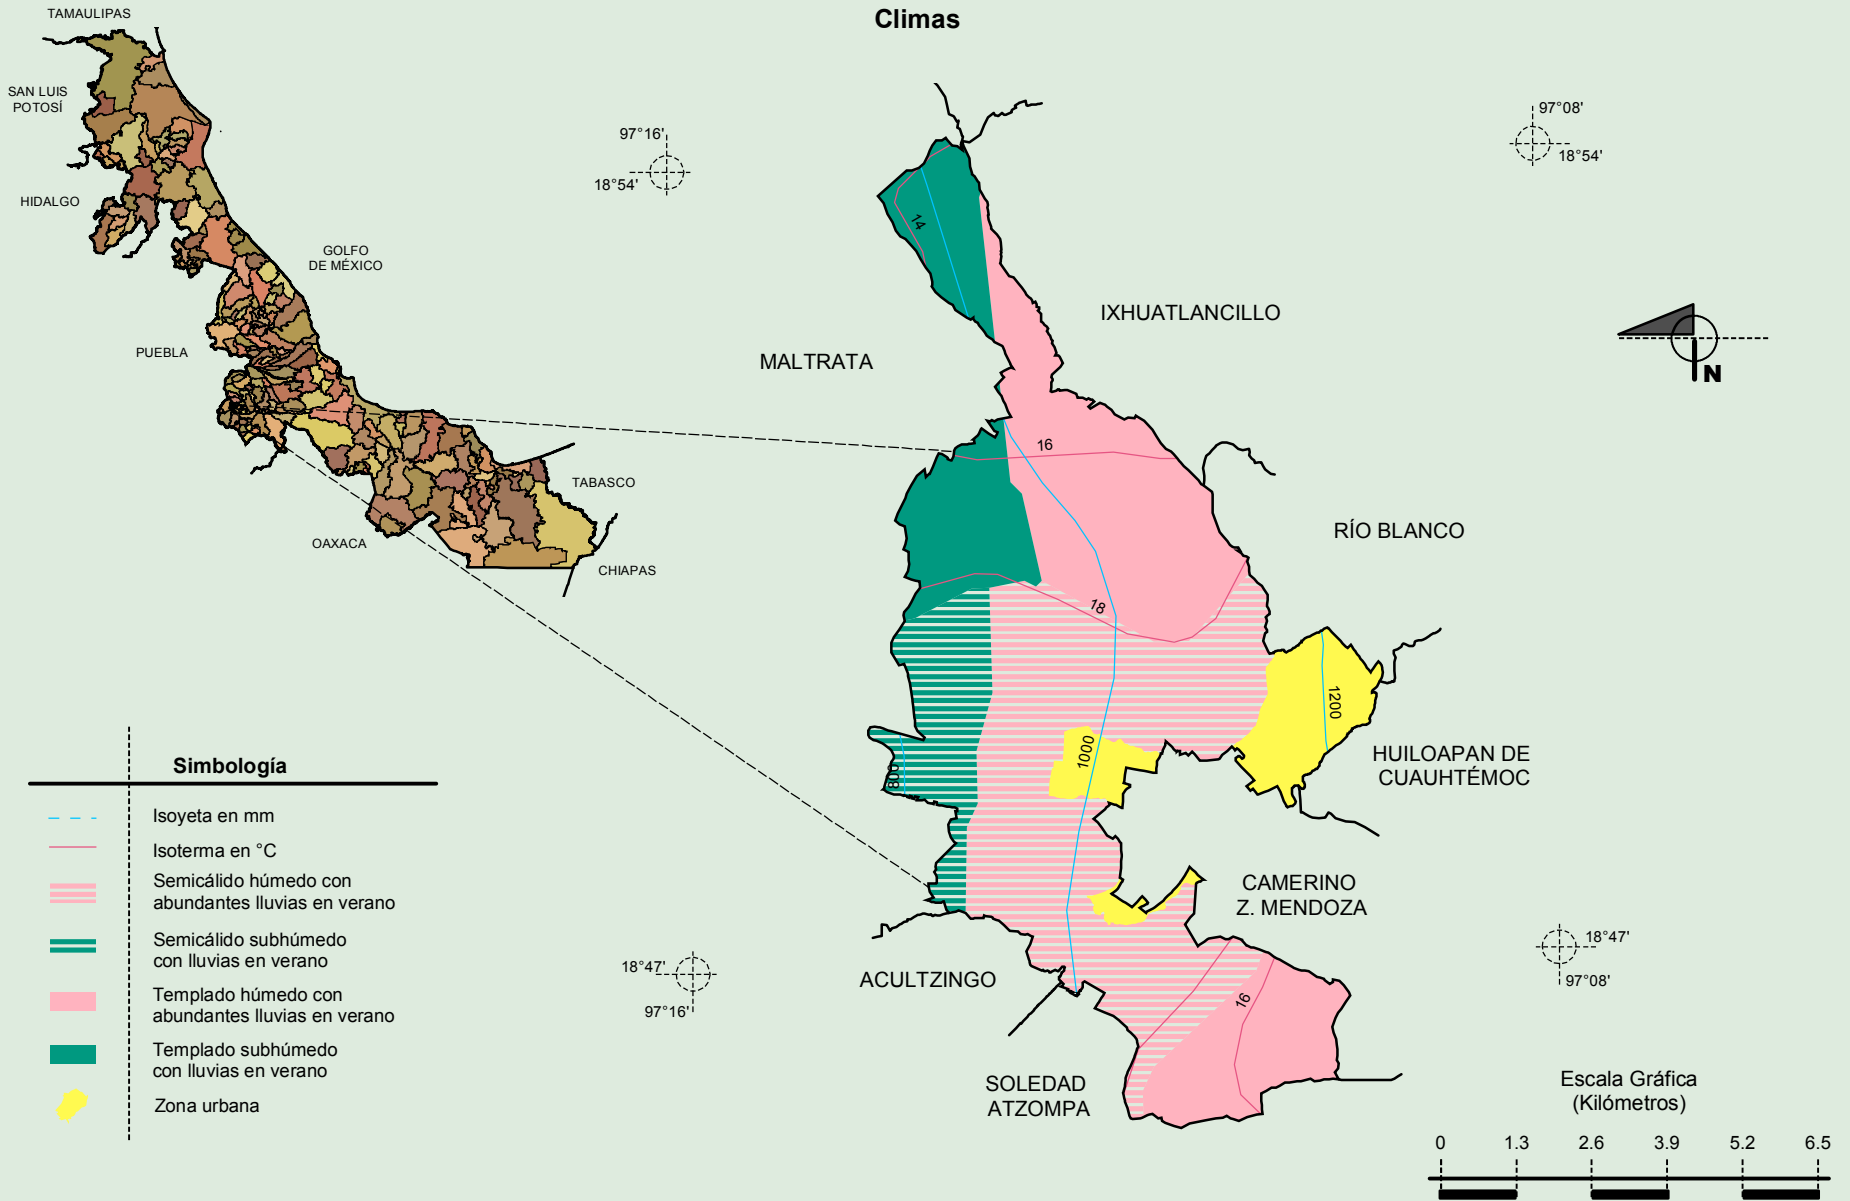 Climas
TAMAULIPAS
SAN LUIS
POTOSÍ
HIDALGO
GOLFO
DE MÉXICO
PUEBLA
TABASCO
OAXACA
CHIAPAS
97°16'
18°54'
97°08'
18°54'
14
IXHUATLANCILLO
MALTRATA
16
N
RÍO BLANCO
18
1200
1000
800
HUILOAPAN DE
CUAUHTÉMOC
CAMERINO
Z. MENDOZA
ACULTZINGO
18°47'
97°16'
18°47'
97°08'
16
SOLEDAD
ATZOMPA
Simbología
Isoyeta en mm
Isoterma en °C
Semicálido húmedo con
abundantes lluvias en verano
Semicálido subhúmedo
con lluvias en verano
Templado húmedo con
abundantes lluvias en verano
Templado subhúmedo
con lluvias en verano
Zona urbana
Escala Gráfica
(Kilómetros)
0 1.3 2.6 3.9 5.2 6.5